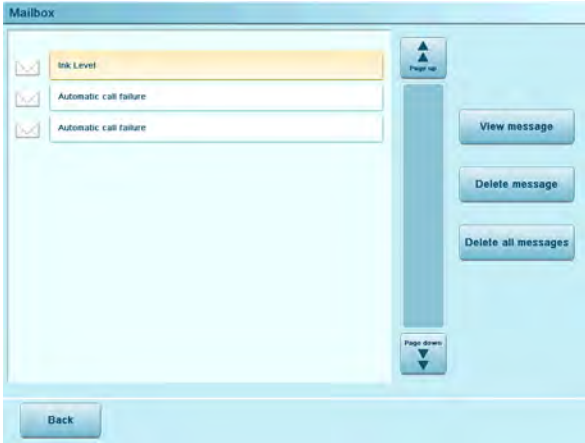 Mailbox
Ink Level
Automatic call failure
Automatic call failure
Page up
Page down
View message
Delete message
Delete all messages
Back